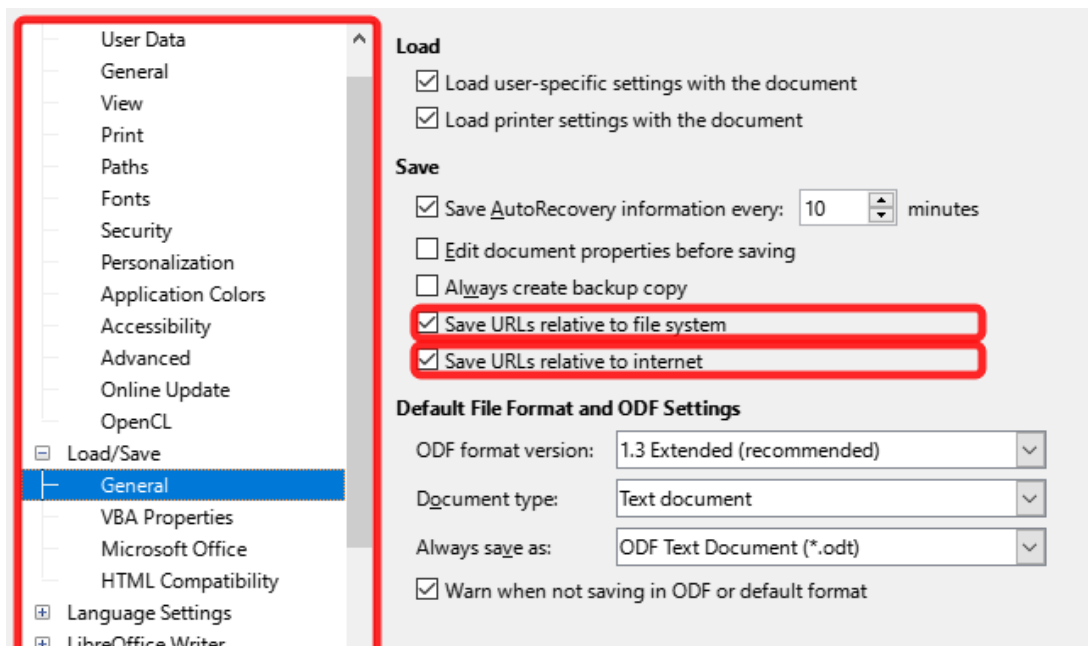 User Data
General
View
Print
Paths
Fonts
Security
Personalization
Application Colors
Accessibility
Advanced
Online Update
OpenCL
Load/Save
General
VBA Properties
Microsoft Office
HTML Compatibility
Language Settings
LibreOffice Writer
Load
Load user-specific settings with the document
Load printer settings with the document
Save
Save AutoRecovery information every: 10 minutes
Edit document properties before saving
Always create backup copy
Save URLs relative to file system
Save URLs relative to internet
Default File Format and ODF Settings
ODF format version: 1.3 Extended (recommended)
Document type: Text document
Always save as: ODF Text Document (*.odt)
Warn when not saving in ODF or default format